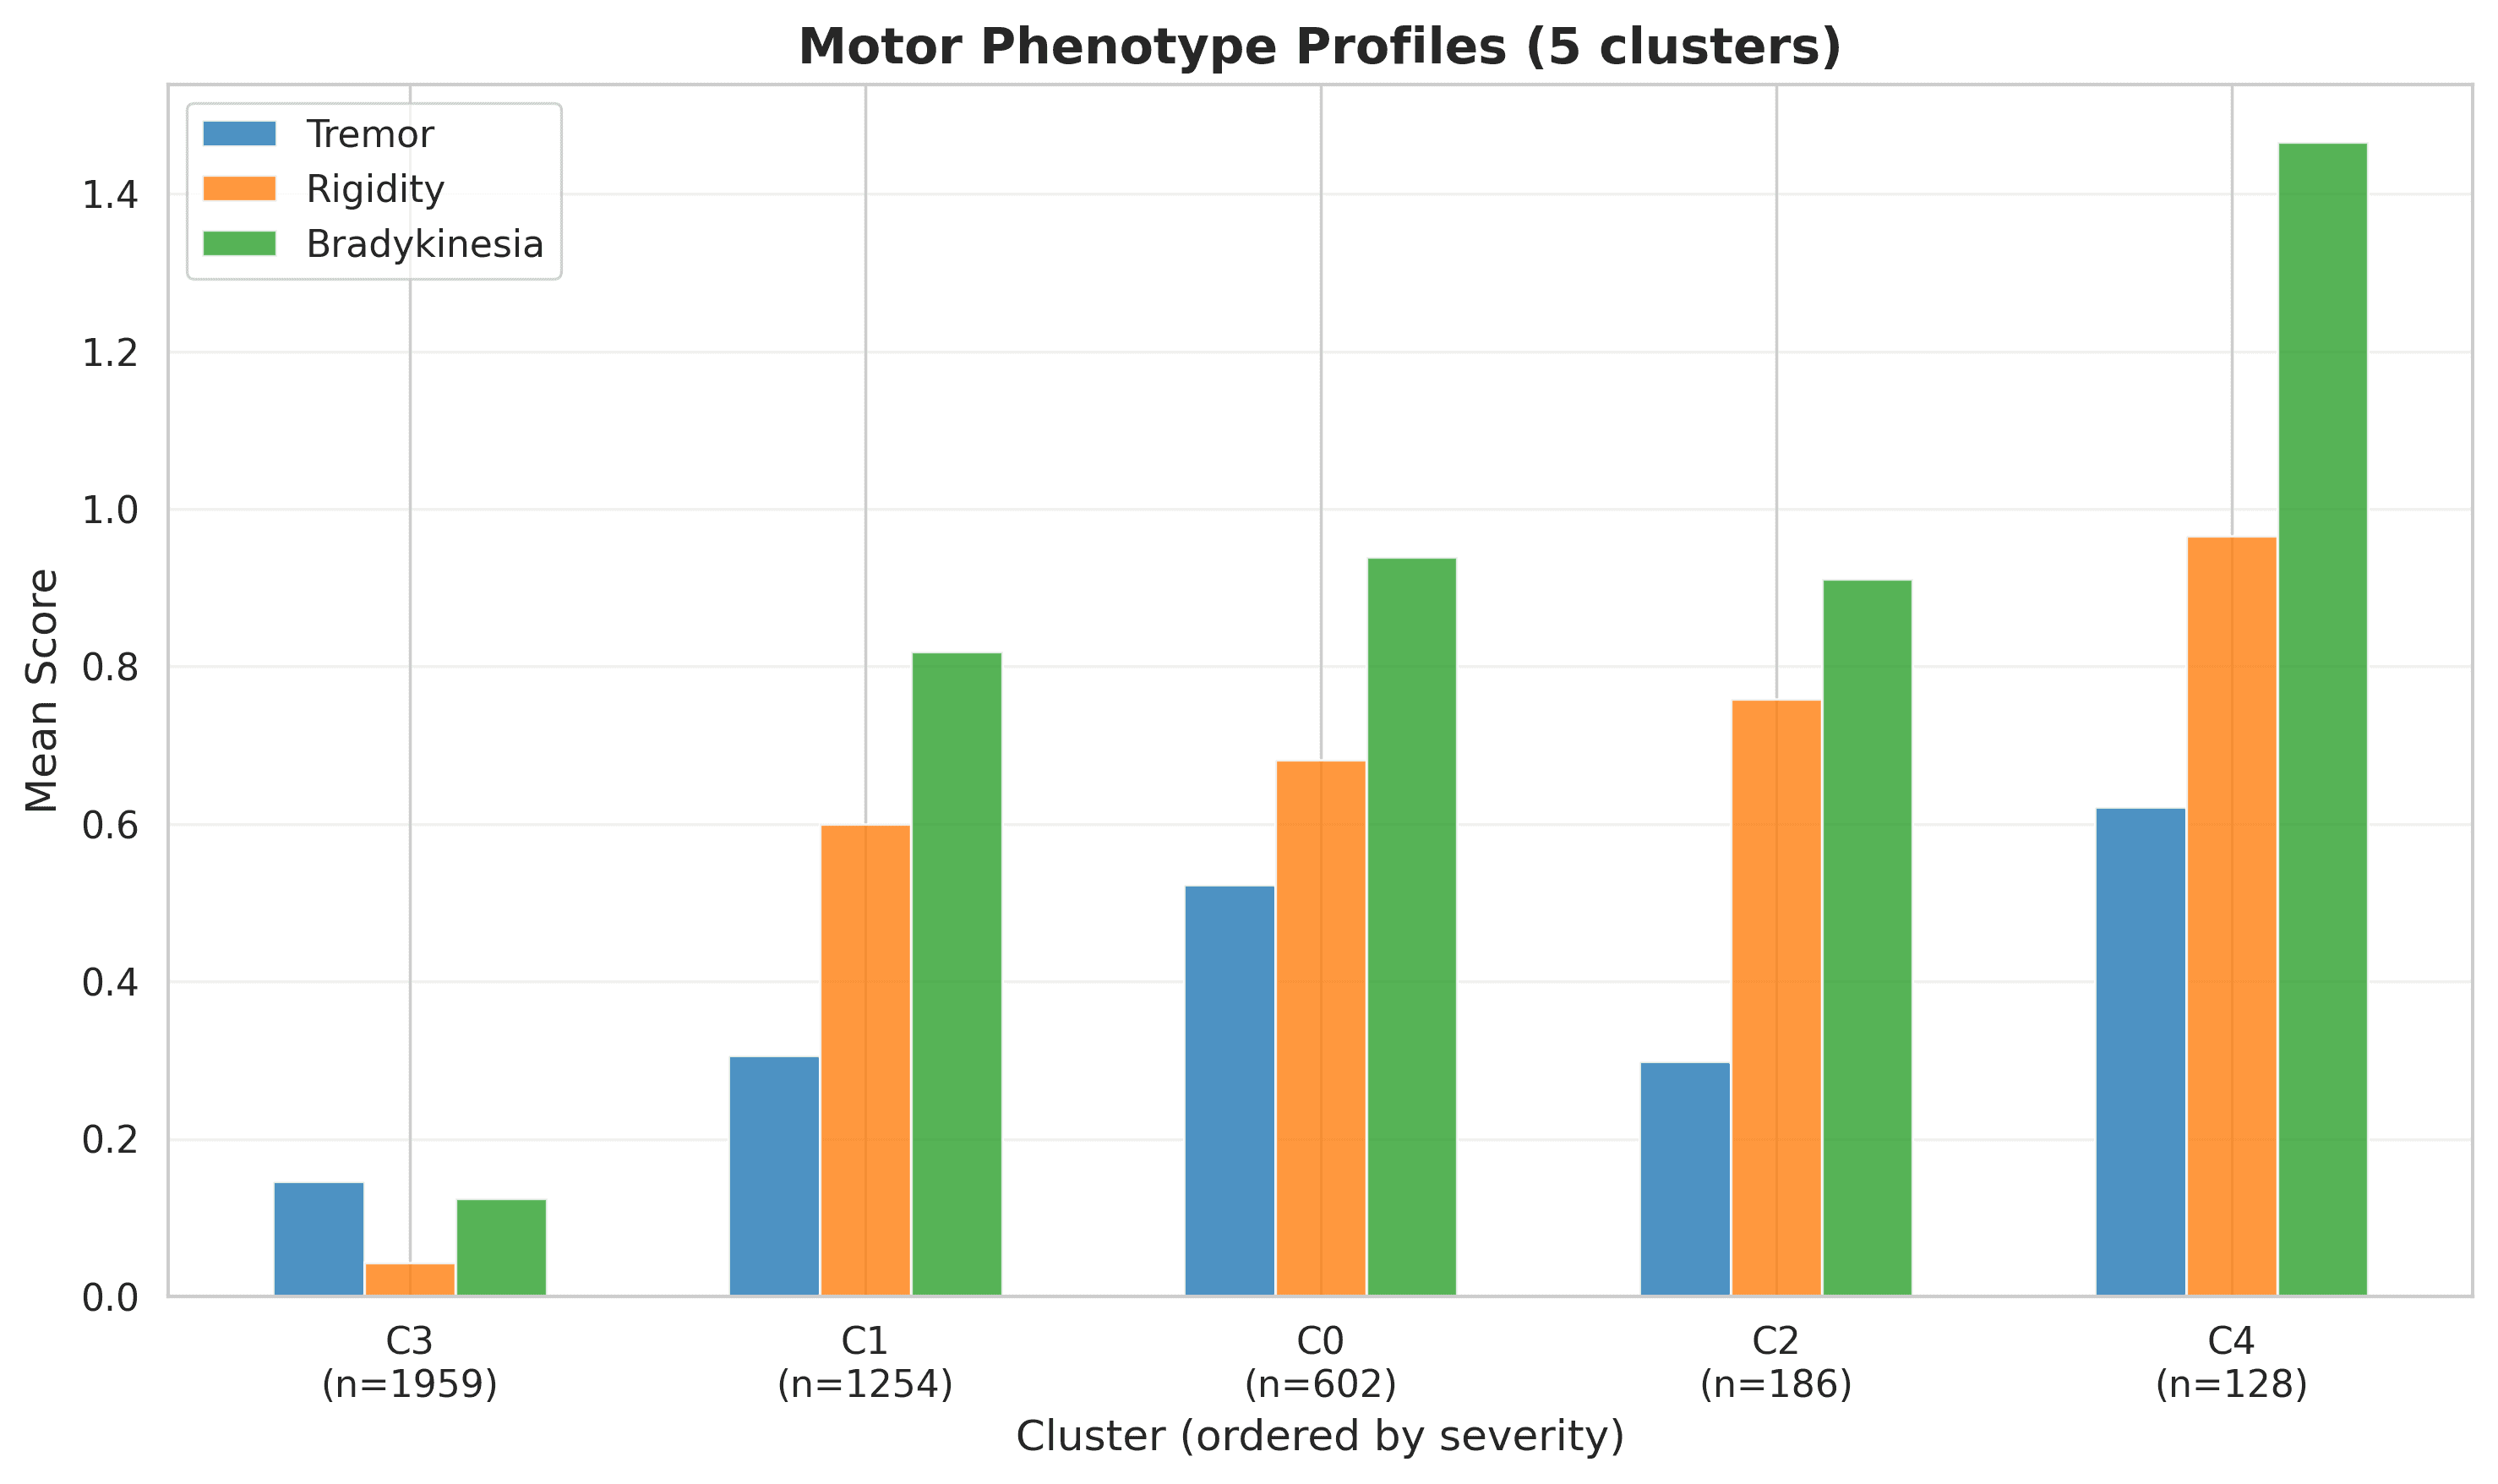 Motor Phenotype Profiles (5 clusters)
Tremor
Rigidity
Bradykinesia
Mean Score
1.4
1.2
1.0
0.8
0.6
0.4
0.2
0.0
C3
(n=1959)
C1
(n=1254)
C0
(n=602)
C2
(n=186)
C4
(n=128)
Cluster (ordered by severity)